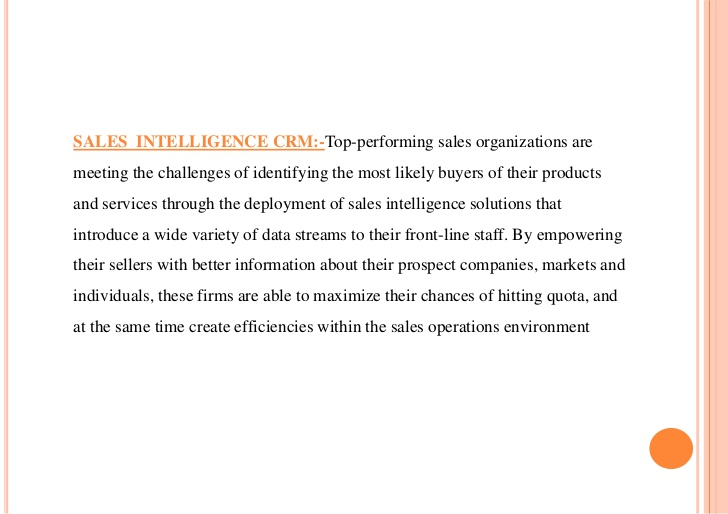 SALES  INTELLIGENCE CRM:-Top-performing sales organizations are
meeting the challenges of identifying the most likely buyers of their products
and services through the deployment of sales intelligence solutions that
introduce a wide variety of data streams to their front-line staff. By empowering
their sellers with better information about their prospect companies, markets and
individuals, these firms are able to maximize their chances of hitting quota, and
at the same time create efficiencies within the sales operations environment